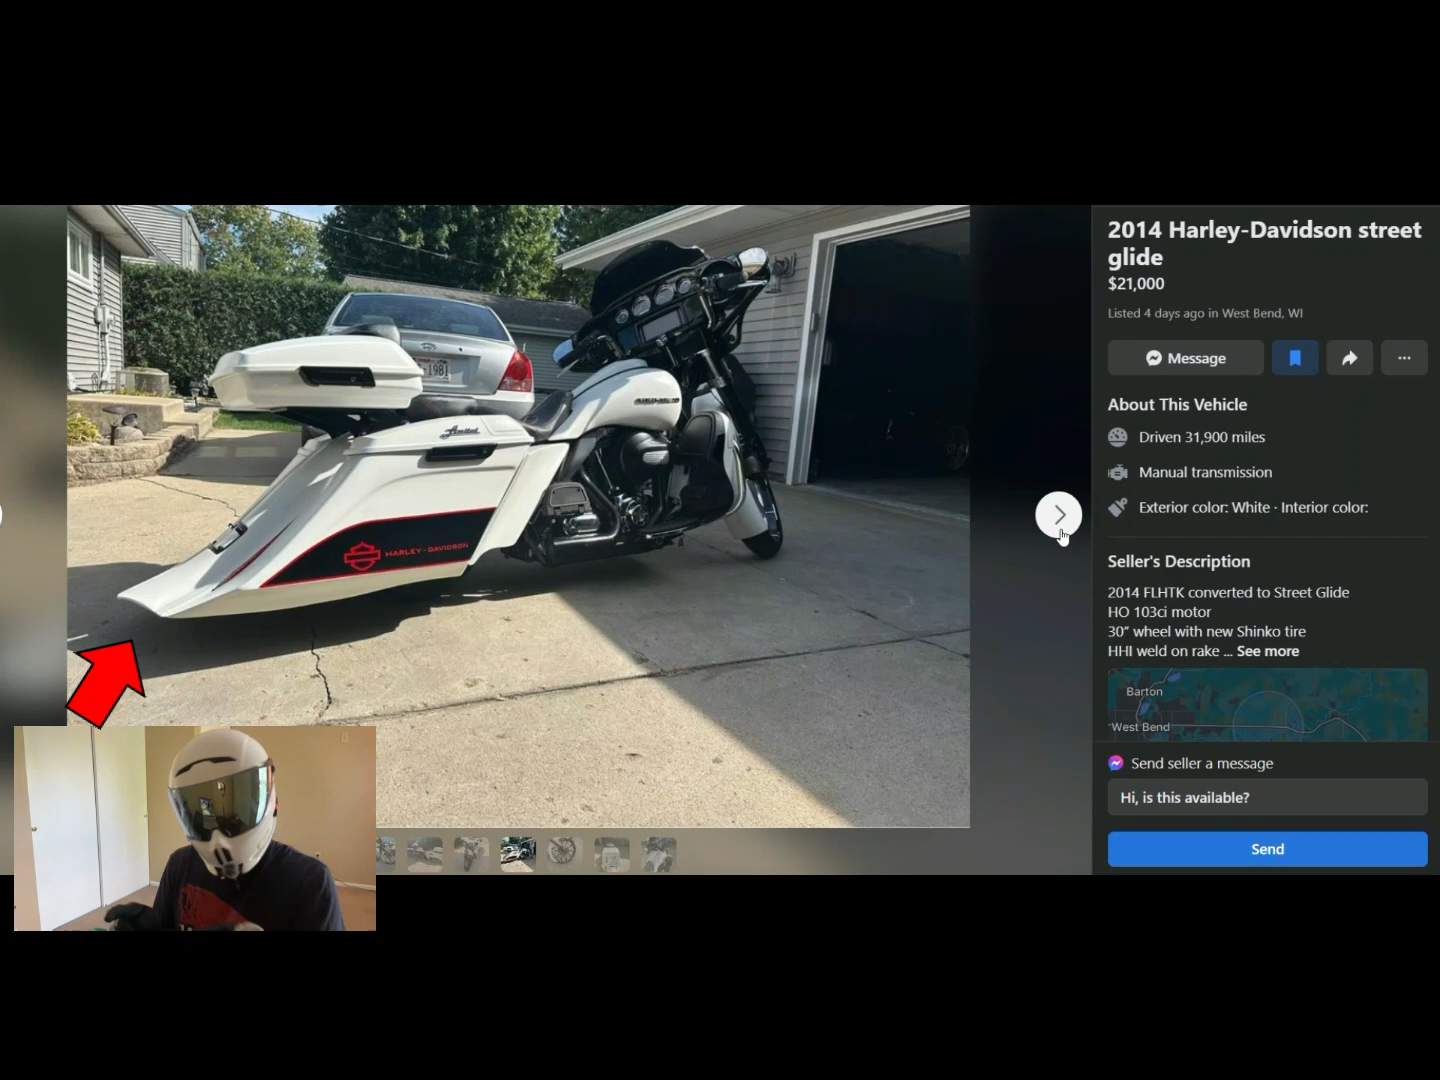 2014 Harley-Davidson street
glide
$21,000
Listed 4 days ago in West Bend, WI
Message
About This Vehicle
Driven 31,900 miles
Manual transmission
Exterior color: White · Interior color:
Seller's Description
2014 FLHTK converted to Street Glide
HO 103ci motor
30” wheel with new Shinko tire
HHI weld on rake ... See more
Barton
West Bend
Send seller a message
Hi, is this available?
Send
-1981
Limited
HARLEY-DAVIDSON